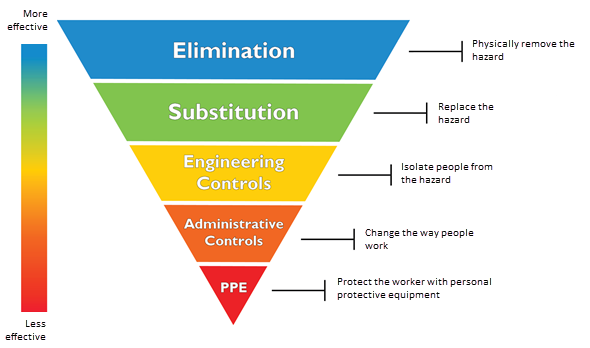 More
effective
Elimination
Physically remove the
hazard
Substitution
Replace the
hazard
Engineering
Controls
Isolate people from
the hazard
Administrative
Controls
Change the way people
work
PPE
Protect the worker with personal
protective equipment
Less
effective